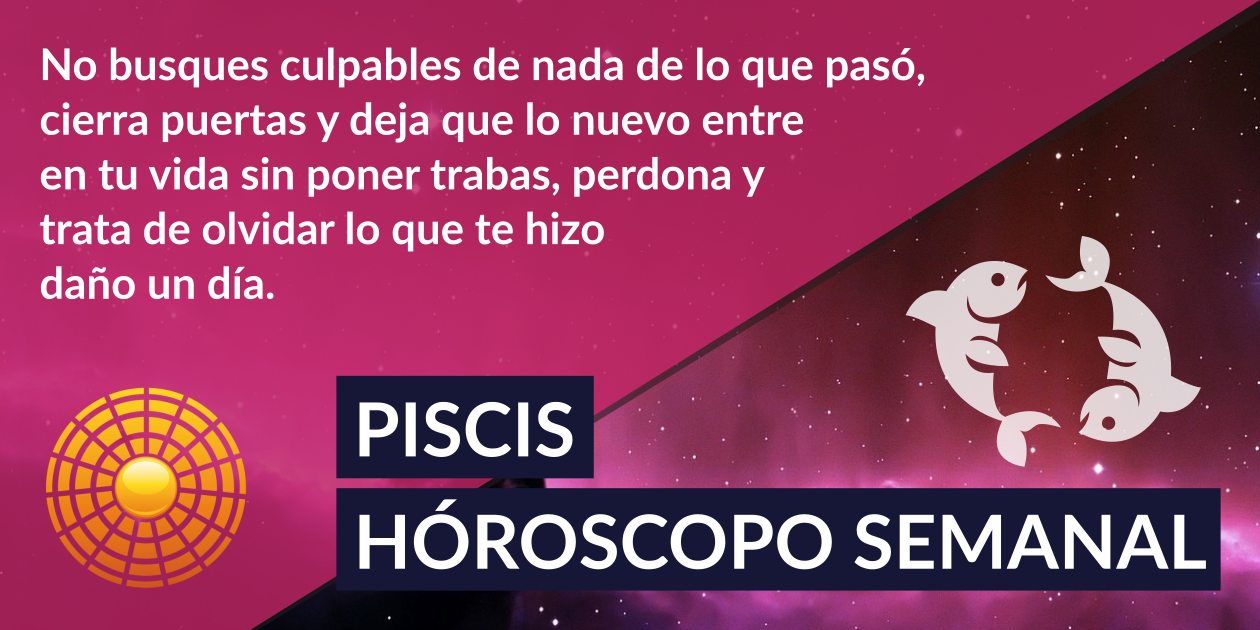 No busques culpables de nada de lo que pasó,
cierra puertas y deja que lo nuevo entre
en tu vida sin poner trabas, perdona y
trata de olvidar lo que te hizo
daño un día.
PISCIS
HÓROSCOPO SEMANAL